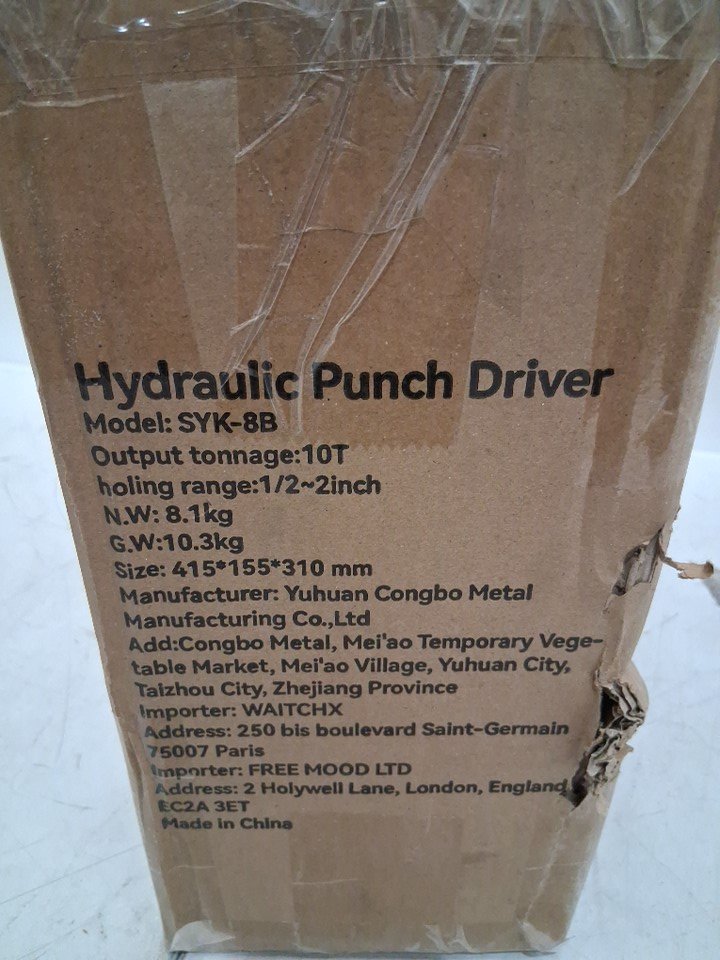 Hydraulic Punch Driver
Model: SYK-8B
Output tonnage:10T
holing range:1/2~2inch
N.W: 8.1kg
G.W:10.3kg
Size: 415*155*310 mm
Manufacturer: Yuhuan Congbo Metal
Manufacturing Co.,Ltd
Add:Congbo Metal, Mei'ao Temporary Vege-
table Market, Mei'ao Village, Yuhuan City,
Taizhou City, Zhejiang Province
Importer: WAITCHX
Address: 250 bis boulevard Saint-Germain
75007 Paris
Importer: FREE MOOD LTD
Address: 2 Holywell Lane, London, England
EC2A 3ET
Made in China